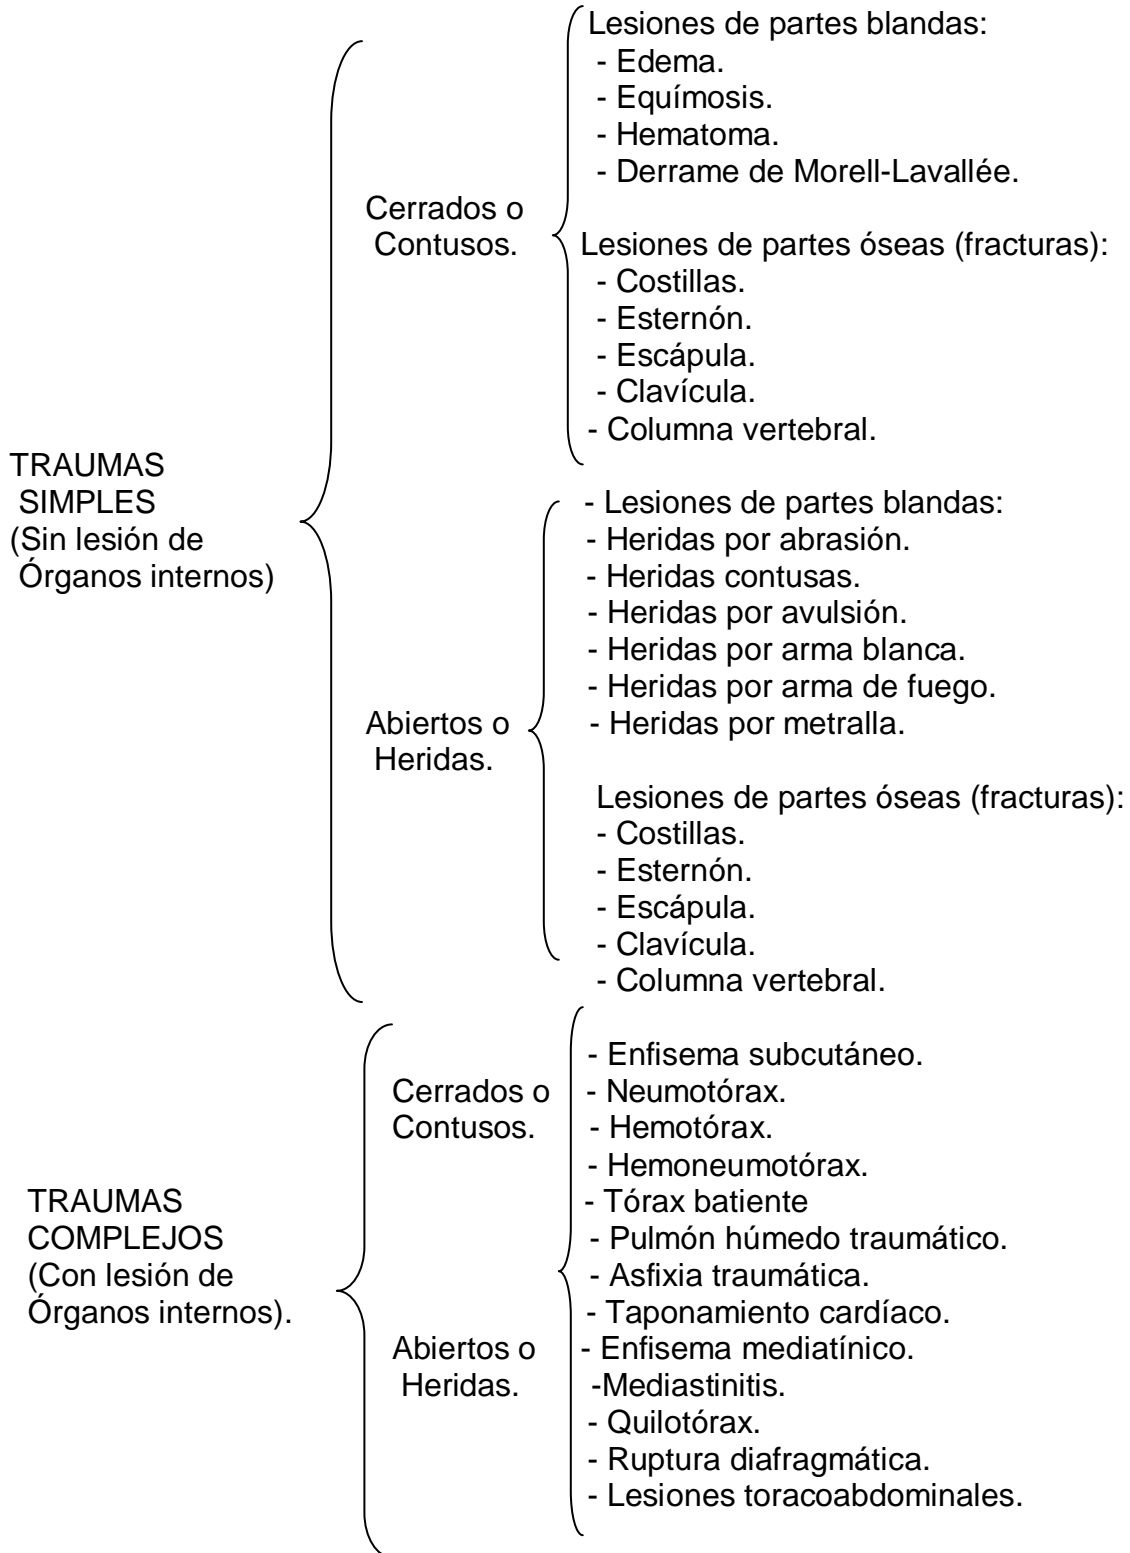 Lesiones de partes blandas:
- Edema.
- Equímosis.
- Hematoma.
- Derrame de Morell-Lavallée.
Cerrados o
Contusos.
Lesiones de partes óseas (fracturas):
- Costillas.
- Esternón.
- Escápula.
- Clavícula.
- Columna vertebral.
TRAUMAS
SIMPLES
(Sin lesión de
Órganos internos)
- Lesiones de partes blandas:
- Heridas por abrasión.
- Heridas contusas.
- Heridas por avulsión.
- Heridas por arma blanca.
- Heridas por arma de fuego.
- Heridas por metralla.
Abiertos o
Heridas.
Lesiones de partes óseas (fracturas):
- Costillas.
- Esternón.
- Escápula.
- Clavícula.
- Columna vertebral.
TRAUMAS
COMPLEJOS
(Con lesión de
Órganos internos).
Cerrados o
Contusos.
Abiertos o
Heridas.
- Enfisema subcutáneo.
- Neumotórax.
- Hemotórax.
- Hemoneumotórax.
- Tórax batiente
- Pulmón húmedo traumático.
- Asfixia traumática.
- Taponamiento cardíaco.
- Enfisema mediatínico.
-Mediastinitis.
- Quilotórax.
- Ruptura diafragmática.
- Lesiones toracoabdominales.